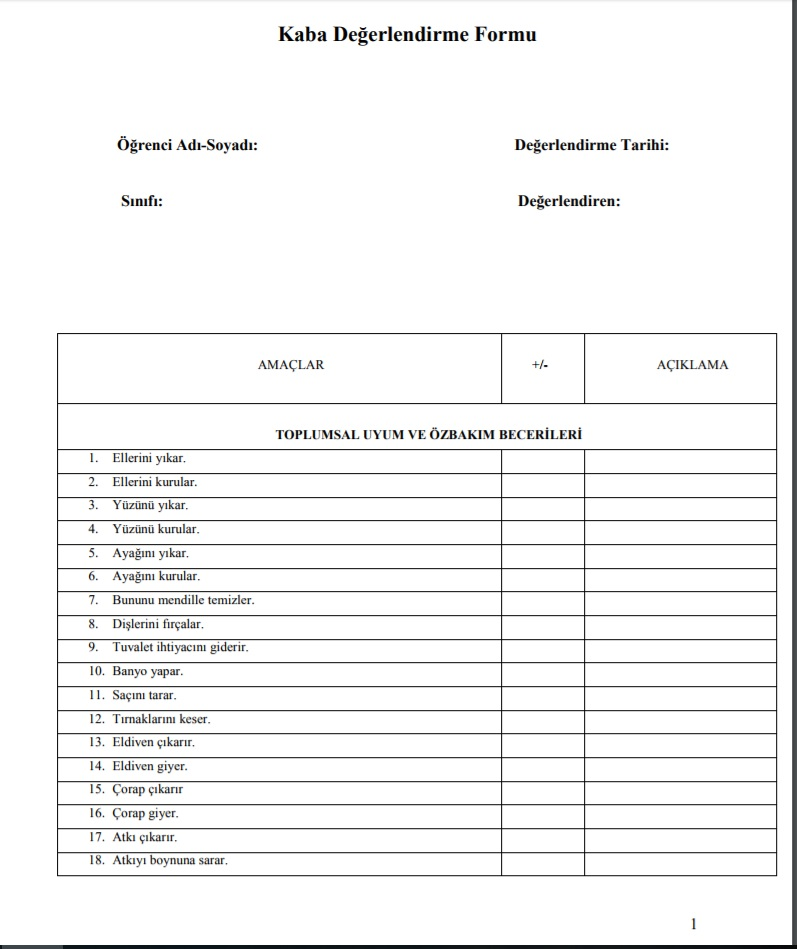 Kaba Değerlendirme Formu
Öğrenci Adı-Soyadı: Değerlendirme Tarihi:
Sınıfı: Değerlendiren:
AMAÇLAR +/- AÇIKLAMA
TOPLUMSAL UYUM VE ÖZBAKIM BECERİLERİ
1. Ellerini yıkar.
2. Ellerini kurular.
3. Yüzünü yıkar.
4. Yüzünü kurular.
5. Ayağını yıkar.
6. Ayağını kurular.
7. Bununu mendille temizler.
8. Dişlerini fırçalar.
9. Tuvalet ihtiyacını giderir.
10. Banyo yapar.
11. Saçını tarar.
12. Tırnaklarını keser.
13. Eldiven çıkarır.
14. Eldiven giyer.
15. Çorap çıkarır
16. Çorap giyer.
17. Atkı çıkarır.
18. Atkıyı boynuna sarar.
1